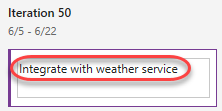 Iteration 50
6/5 - 6/22
Integrate with weather service